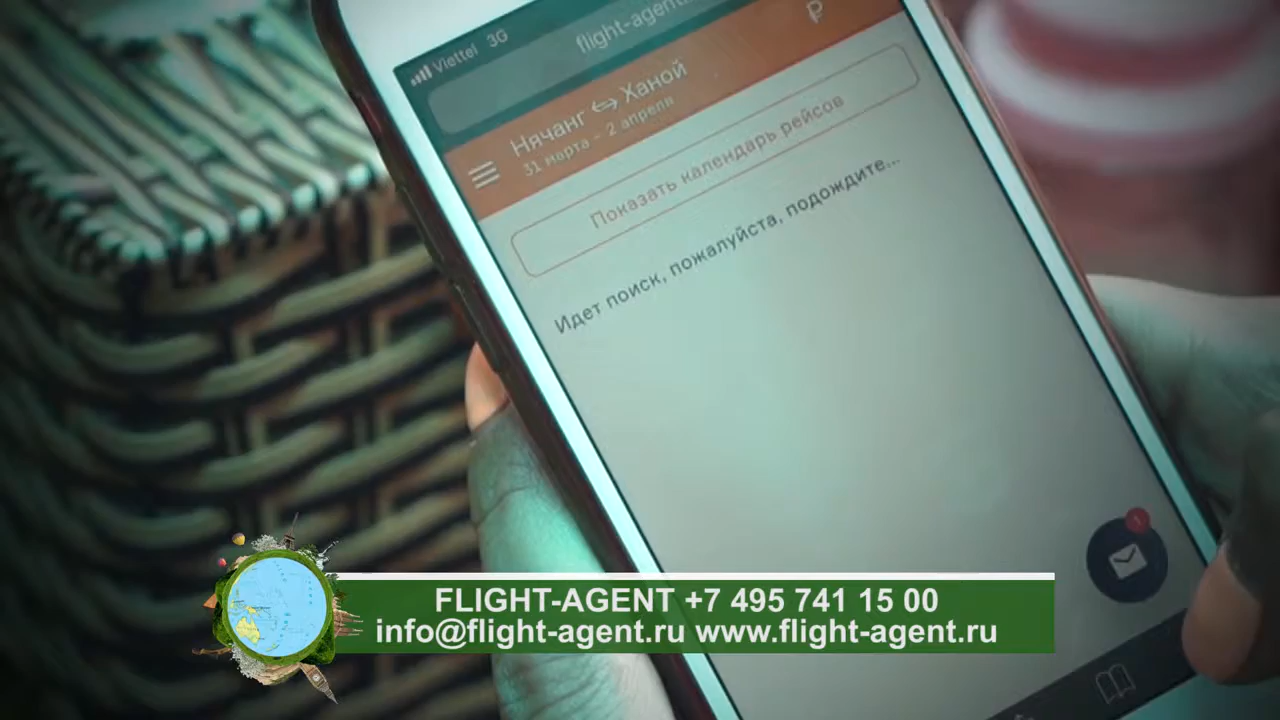 Viettel 3G
flight-agent.
₽
Нячанг ⇆ Ханой
31 марта - 2 апреля
Показать календарь рейсов
Идет поиск, пожалуйста, подождите...
1
FLIGHT-AGENT +7 495 741 15 00
info@flight-agent.ru www.flight-agent.ru